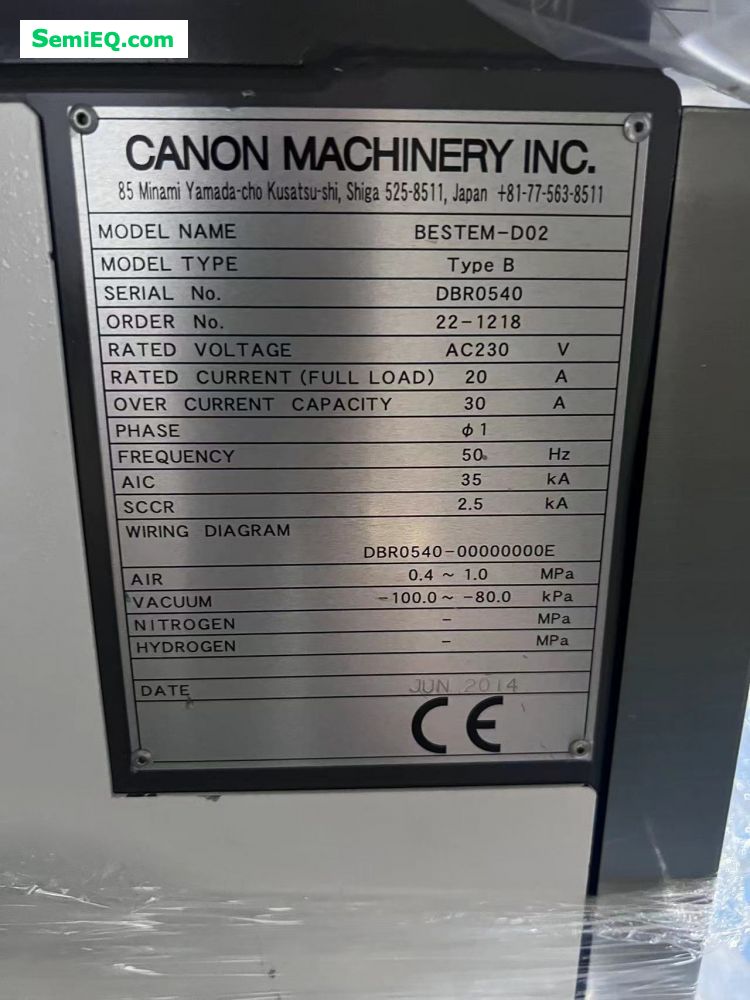 SemiEQ.com
CANON MACHINERY INC.
85 Minami Yamada-cho Kusatsu-shi, Shiga 525-8511, Japan +81-77-563-8511
MODEL NAME BESTEM-D02
MODEL TYPE Type B
SERIAL No. DBR0540
ORDER No. 22-1218
RATED VOLTAGE AC230 V
RATED CURRENT (FULL LOAD) 20 A
OVER CURRENT CAPACITY 30 A
PHASE φ1
FREQUENCY 50 Hz
AIC 35 kA
SCCR 2.5 kA
WIRING DIAGRAM
DBR0540-00000000E
AIR 0.4 ~ 1.0 MPa
VACUUM -100.0 ~ -80.0 kPa
NITROGEN - MPa
HYDROGEN - MPa
DATE JUN 2014
CE